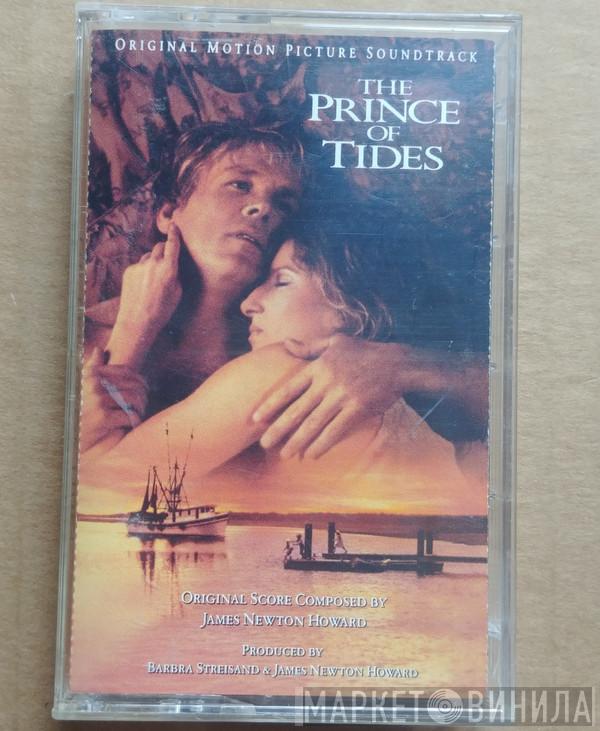 ORIGINAL MOTION PICTURE SOUNDTRACK
THE
PRINCE
OF
TIDES
ORIGINAL SCORE COMPOSED BY
JAMES NEWTON HOWARD
PRODUCED BY
BARBRA STREISAND & JAMES NEWTON HOWARD
МАРКЕТ ВИНИЛА